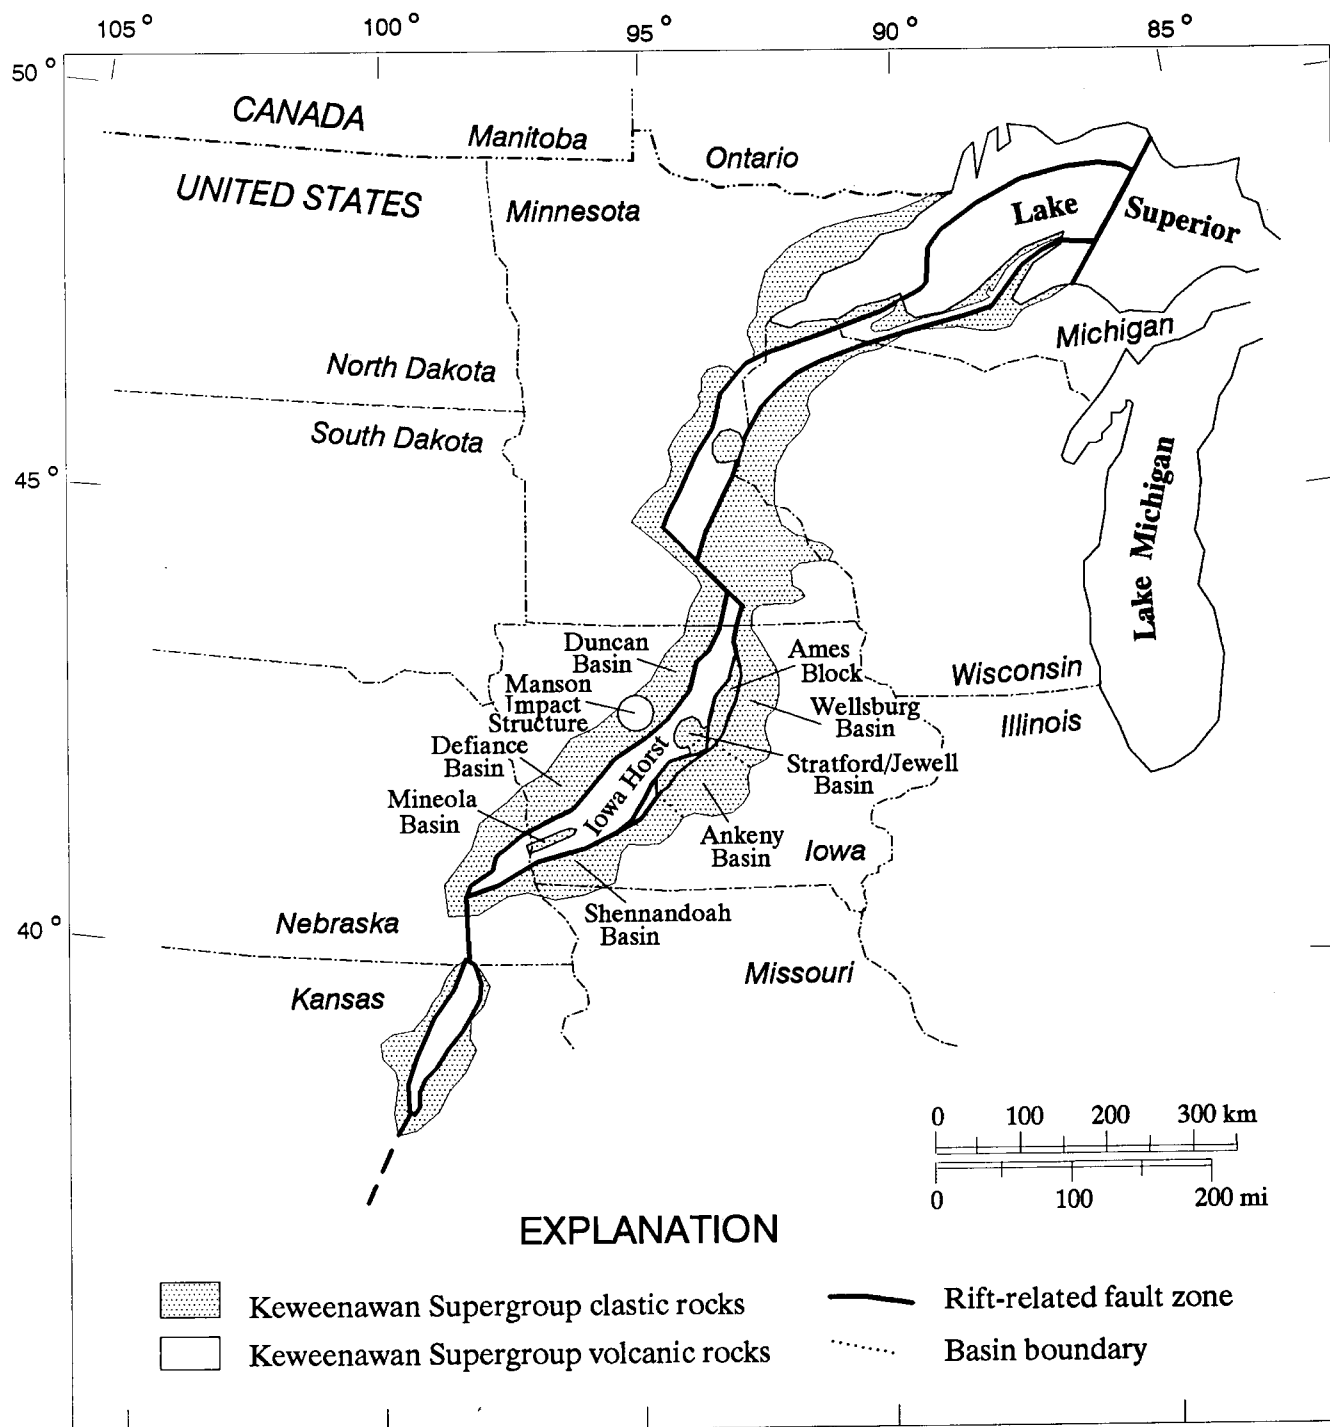 105° 100° 95° 90° 85°
50°
CANADA
Manitoba
Ontario
UNITED STATES
Minnesota
Lake Superior
Michigan
North Dakota
South Dakota
45°
Lake Michigan
Duncan
Basin
Ames
Block
Wisconsin
Manson
Impact
Structure
Wellsburg
Basin
Illinois
Defiance
Basin
Iowa Horst
Stratford/Jewell
Basin
Mineola
Basin
Ankeny
Basin
Iowa
Shennandoah
Basin
40°
Nebraska
Missouri
Kansas
0 100 200 300 km
0 100 200 mi
EXPLANATION
Keweenawan Supergroup clastic rocks
Rift-related fault zone
Keweenawan Supergroup volcanic rocks
Basin boundary